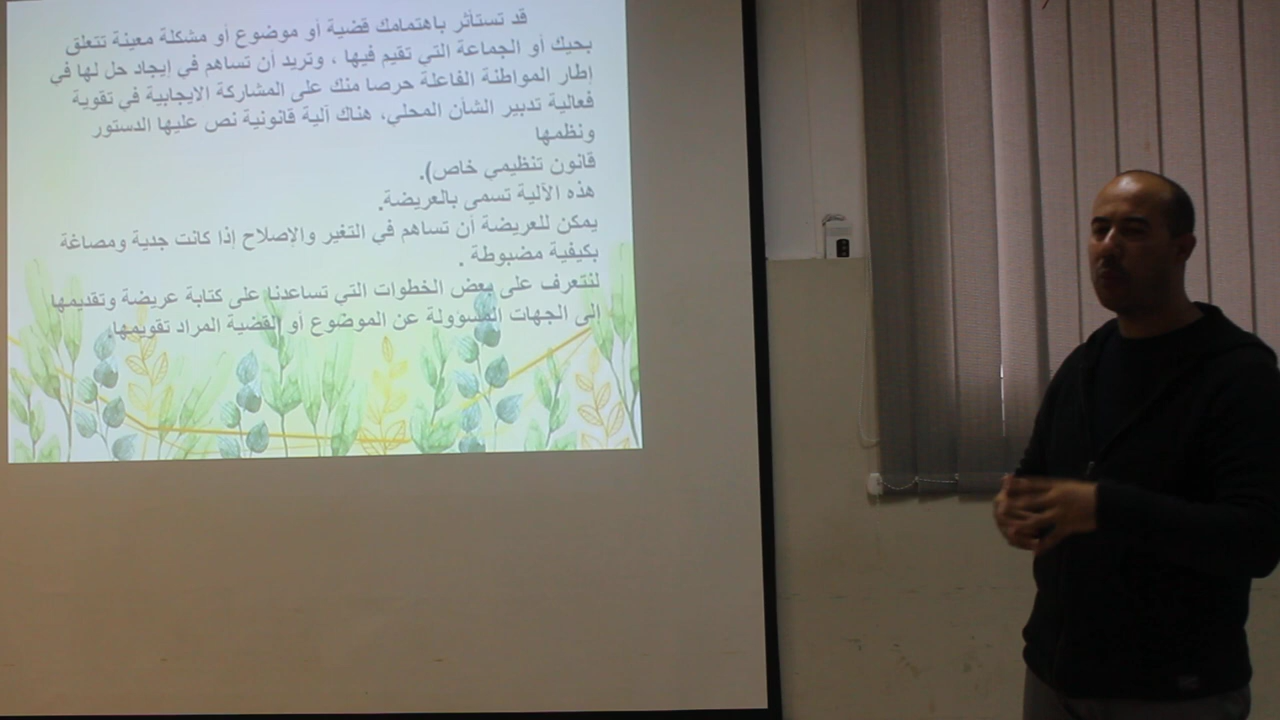 قد تستأثر باهتمامك قضية أو موضوع أو مشكلة معينة تتعلق
بحيك أو الجماعة التي تقيم فيها ، وتريد أن تساهم في إيجاد حل لها في
إطار المواطنة الفاعلة حرصا منك على المشاركة الايجابية في تقوية
فعالية تدبير الشأن المحلي، هناك آلية قانونية نص عليها الدستور
ونظمها
قانون تنظيمي خاص).
هذه الآلية تسمى بالعريضة.
يمكن للعريضة أن تساهم في التغير والإصلاح إذا كانت جدية ومصاغة
بكيفية مضبوطة .
لنتعرف على بعض الخطوات التي تساعدنا على كتابة عريضة وتقديمها
إلى الجهات المسؤولة عن الموضوع أو القضية المراد تقويمها.